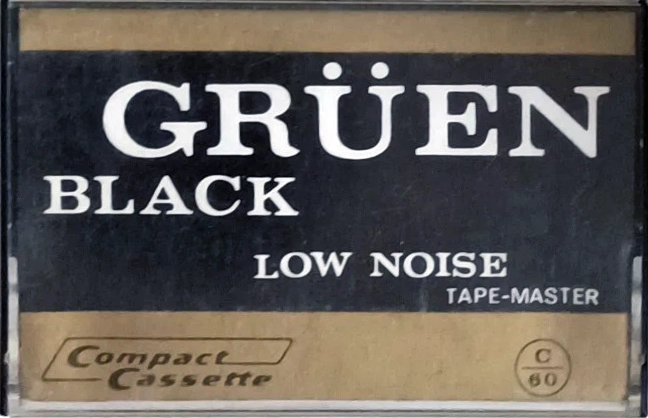 GRÜEN
BLACK
LOW NOISE
TAPE-MASTER
Compact
Cassette
C
60